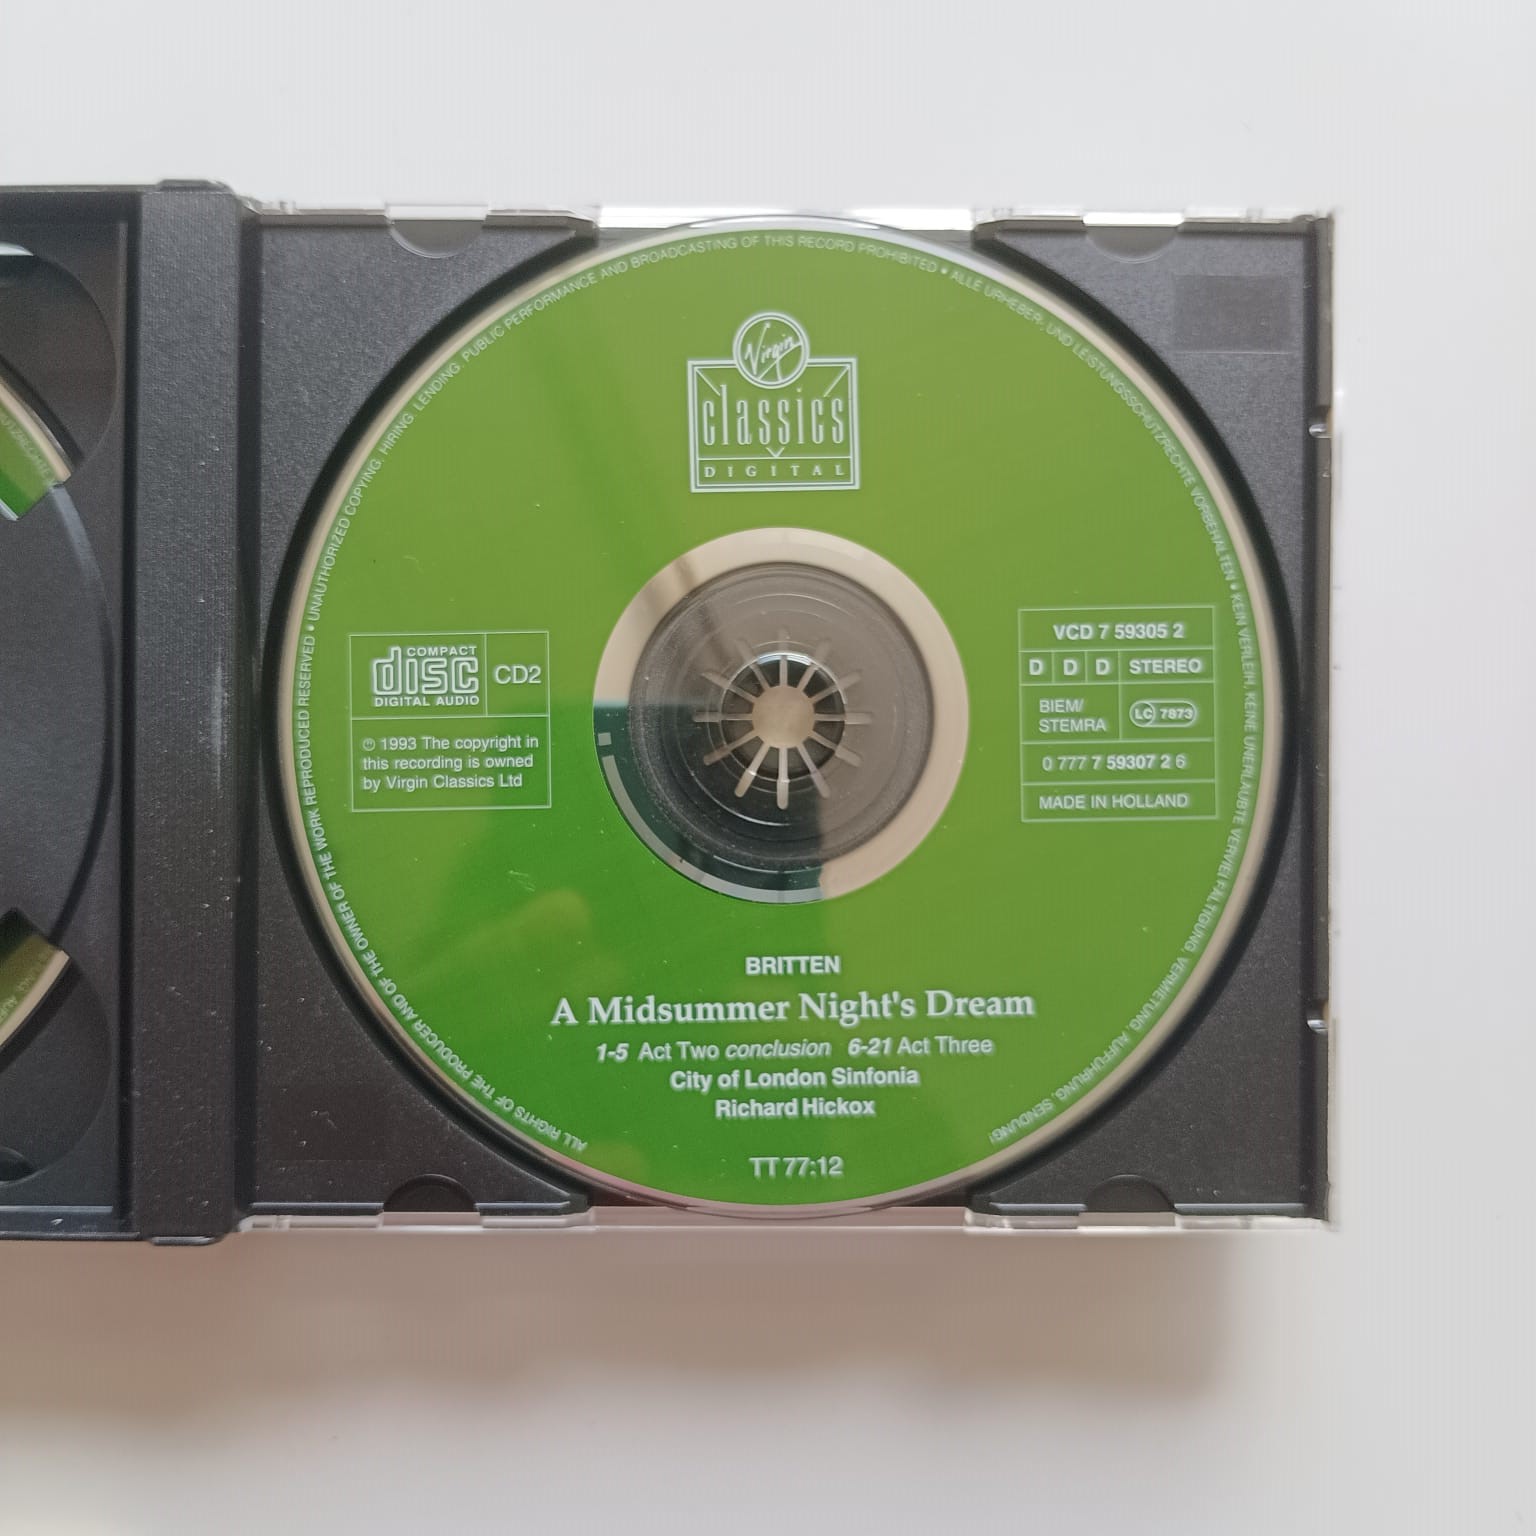 Virgin
classics
DIGITAL
COMPACT
disc
DIGITAL AUDIO
CD2
℗ 1993 The copyright in
this recording is owned
by Virgin Classics Ltd
VCD 7 59305 2
D D D STEREO
BIEM/
STEMRA
LC 7873
0 777 7 59307 2 6
MADE IN HOLLAND
BRITTEN
A Midsummer Night's Dream
1-5 Act Two conclusion 6-21 Act Three
City of London Sinfonia
Richard Hickox
TT 77:12
ALL RIGHTS OF THE PRODUCER AND OF THE OWNER OF THE WORK REPRODUCED RESERVED • UNAUTHORIZED COPYING, HIRING, LENDING, PUBLIC PERFORMANCE AND BROADCASTING OF THIS RECORD PROHIBITED • ALLE URHEBER- UND LEISTUNGSSCHUTZRECHTE VORBEHALTEN • KEIN VERLEIH, KEINE UNERLAUBTE VERVIELFÄLTIGUNG, VERMIETUNG, AUFFÜHRUNG, SENDUNG!